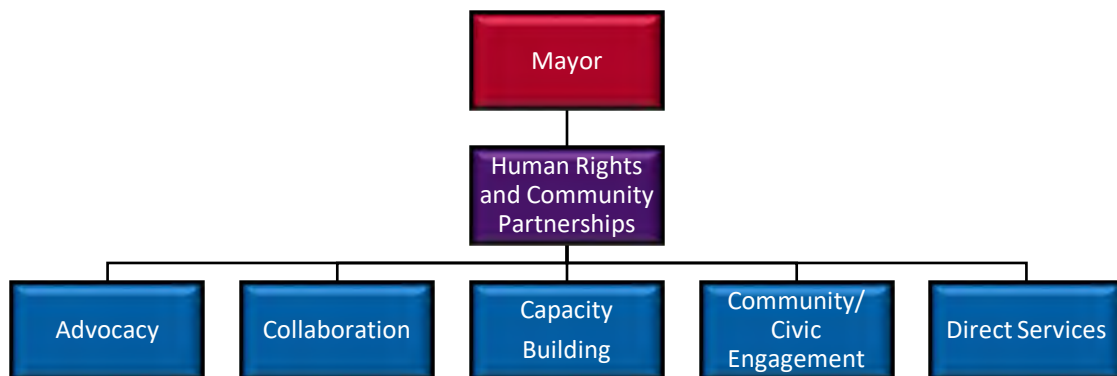 Mayor
Human Rights
and Community
Partnerships
Advocacy
Collaboration
Capacity
Building
Community/
Civic
Engagement
Direct Services